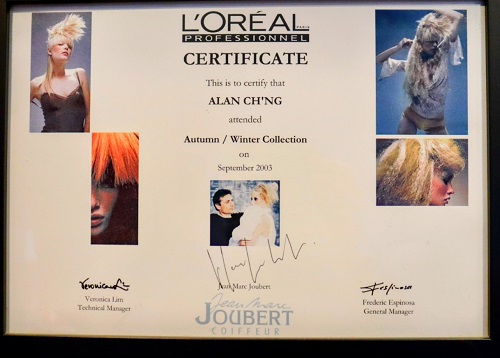 L'ORÉAL
PARIS
PROFESSIONNEL
CERTIFICATE
This is to certify that
ALAN CH'NG
attended
Autumn / Winter Collection
on
September 2003
Jean Marc Joubert
Veronica Lim
Technical Manager
Frederic Espinosa
General Manager
Jean Marc
JOUBERT
COIFFEUR